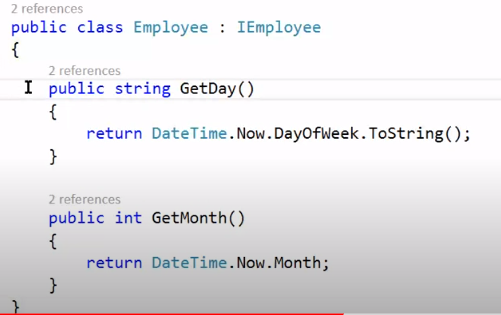 2 references
public class Employee : IEmployee
{
2 references
public string GetDay()
{
return DateTime.Now.DayOfWeek.ToString();
}
2 references
public int GetMonth()
{
return DateTime.Now.Month;
}
}